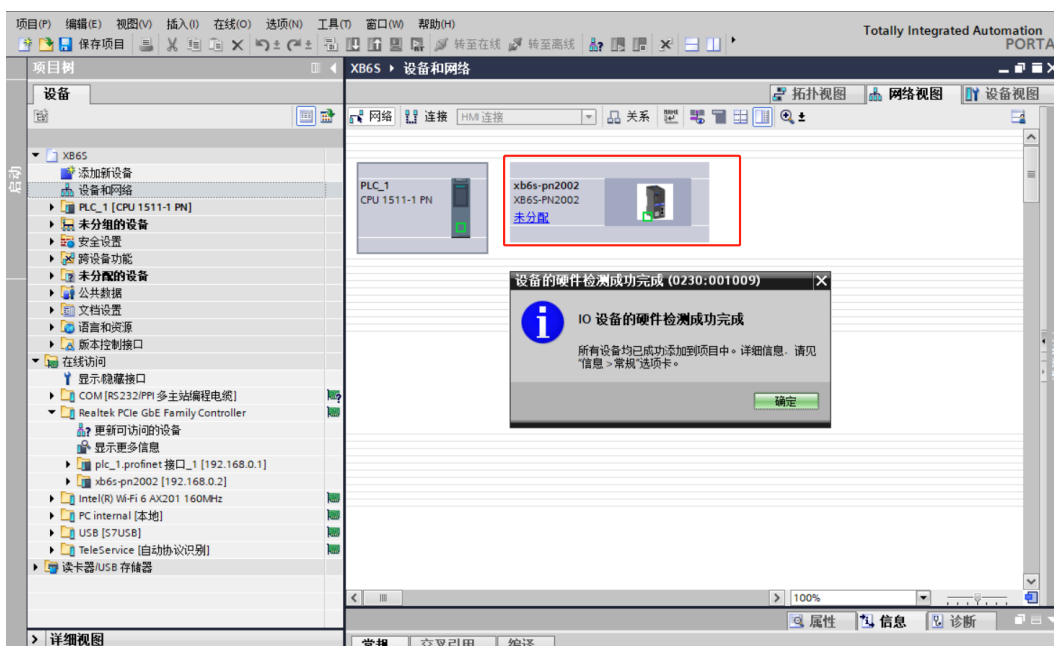 项目(P) 编辑(E) 视图(V) 插入(I) 在线(O) 选项(N) 工具(T) 窗口(W) 帮助(H)
Totally Integrated Automation
PORTA
保存项目
转至在线
转至离线
项目树
XB6S
设备和网络
设备
拓扑视图
网络视图
设备视图
网络
连接
HMI 连接
关系
启动
XB6S
添加新设备
设备和网络
PLC_1 [CPU 1511-1 PN]
未分组的设备
安全设置
跨设备功能
未分配的设备
公共数据
文档设置
语言和资源
版本控制接口
在线访问
显示/隐藏接口
COM [RS232/PPI 多主站编程电缆]
Realtek PCIe GbE Family Controller
更新可访问的设备
显示更多信息
plc_1.profinet 接口_1 [192.168.0.1]
xb6s-pn2002 [192.168.0.2]
Intel(R) Wi-Fi 6 AX201 160MHz
PC internal [本地]
USB [S7USB]
TeleService [自动协议识别]
读卡器/USB 存储器
详细视图
PLC_1
CPU 1511-1 PN
xb6s-pn2002
XB6S-PN2002
未分配
设备的硬件检测成功完成 (0230:001009)
IO 设备的硬件检测成功完成
所有设备均已成功添加到项目中。详细信息，请见
“信息 > 常规”选项卡。
确定
100%
属性
信息
诊断
常规
交叉引用
编译